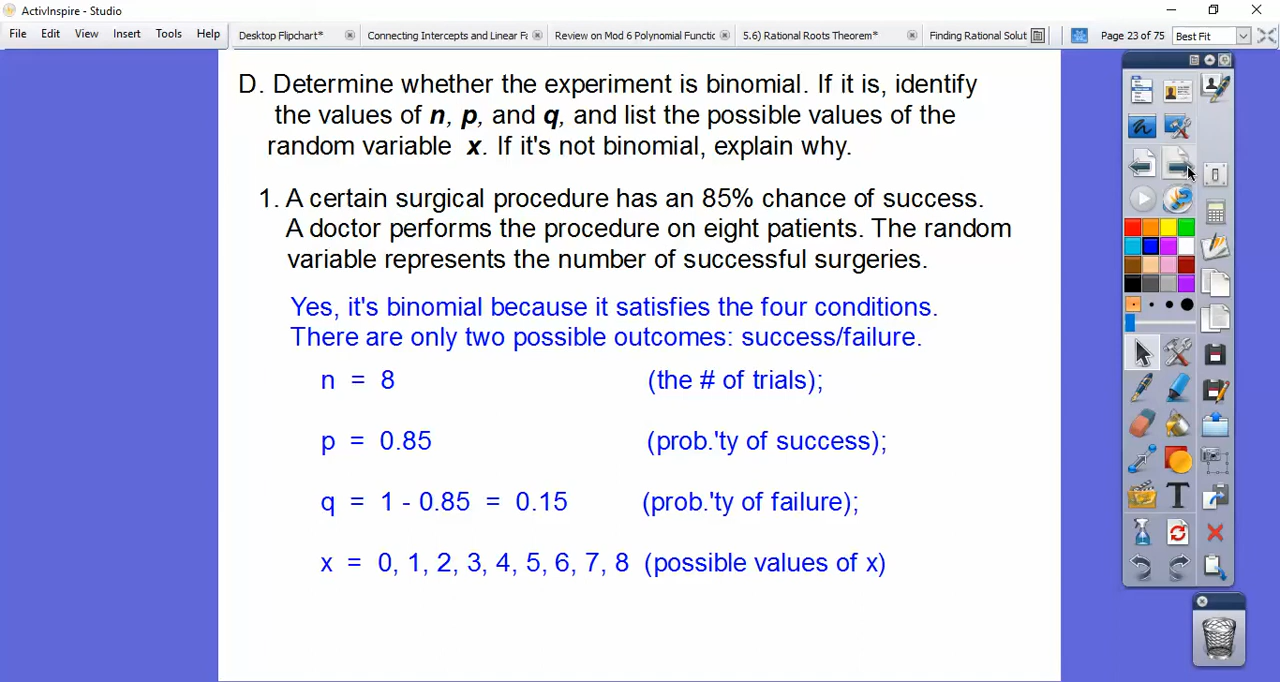 ActivInspire - Studio
File Edit View Insert Tools Help
Desktop Flipchart* Connecting Intercepts and Linear Fa Review on Mod 6 Polynomial Functic 5.6) Rational Roots Theorem* Finding Rational Solut Page 23 of 75 Best Fit
D. Determine whether the experiment is binomial. If it is, identify
the values of n, p, and q, and list the possible values of the
random variable x. If it's not binomial, explain why.
1. A certain surgical procedure has an 85% chance of success.
A doctor performs the procedure on eight patients. The random
variable represents the number of successful surgeries.
Yes, it's binomial because it satisfies the four conditions.
There are only two possible outcomes: success/failure.
n = 8 (the # of trials);
p = 0.85 (prob.'ty of success);
q = 1 - 0.85 = 0.15 (prob.'ty of failure);
x = 0, 1, 2, 3, 4, 5, 6, 7, 8 (possible values of x)